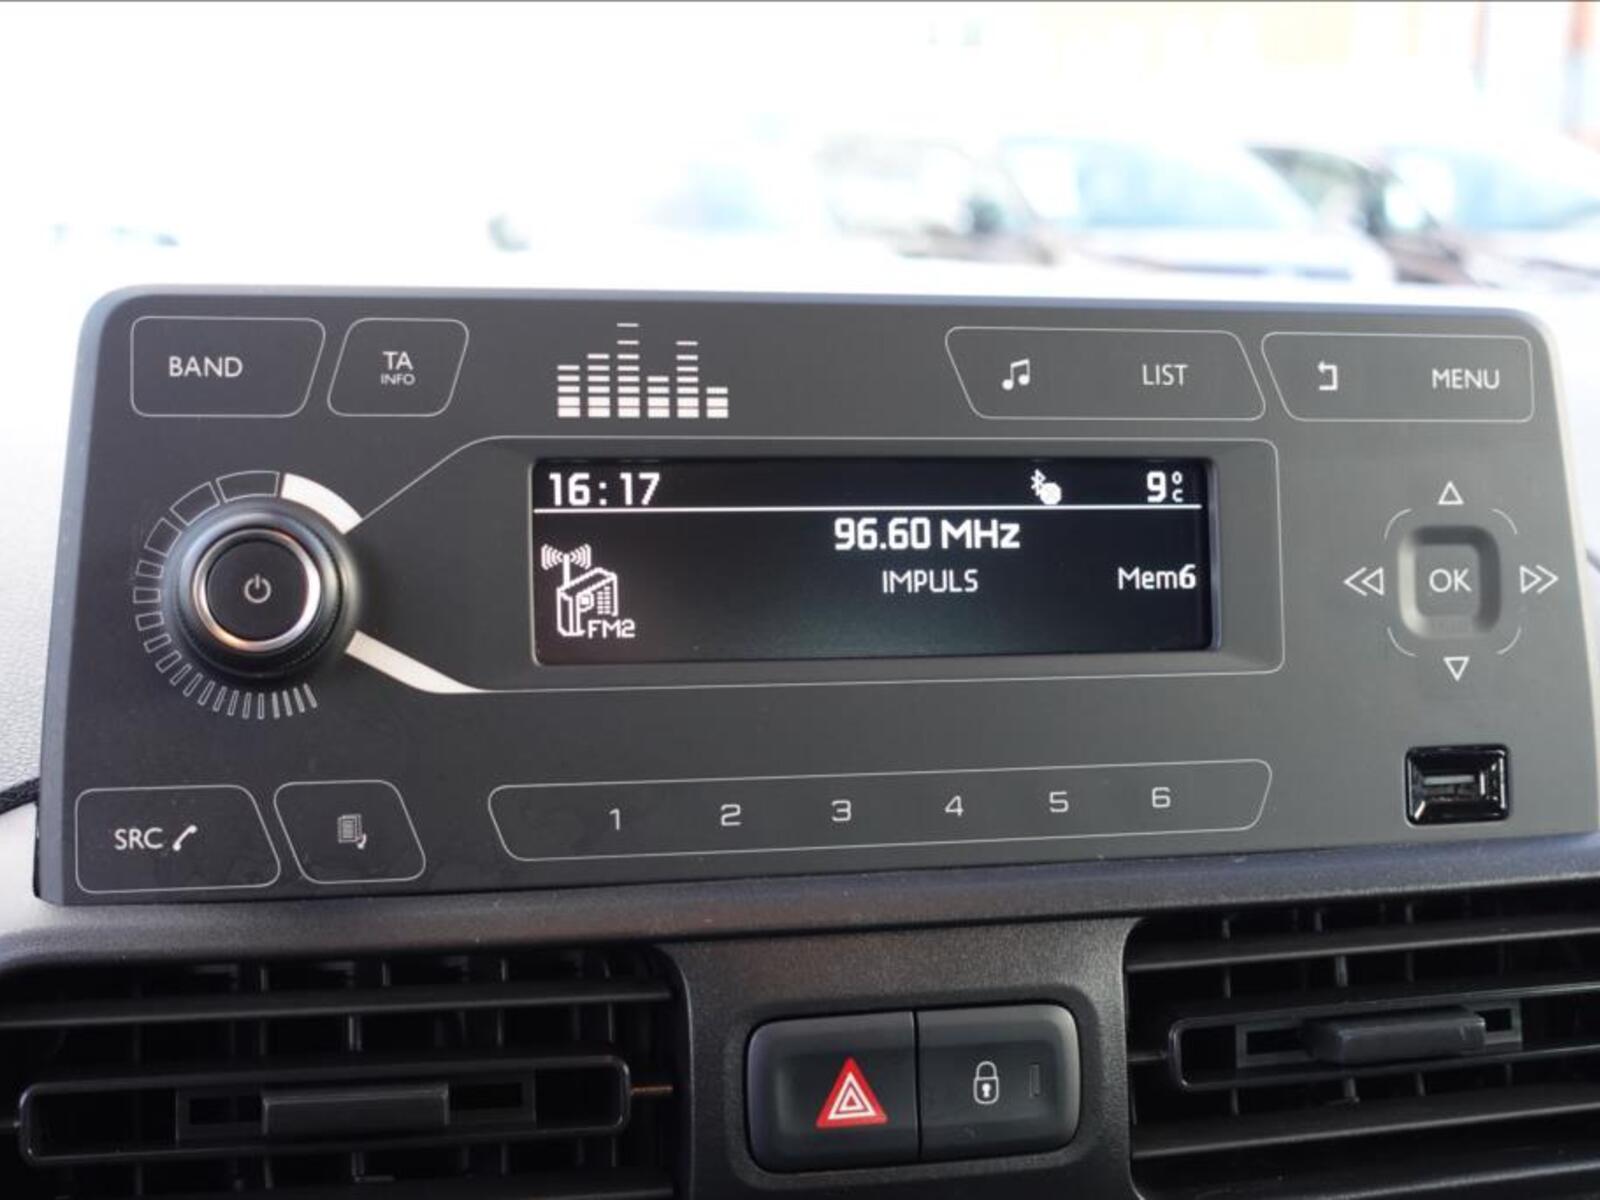 BAND
TA
INFO
LIST
MENU
16:17
9°C
96.60 MHz
IMPULS
Mem6
FM2
OK
SRC
1 2 3 4 5 6